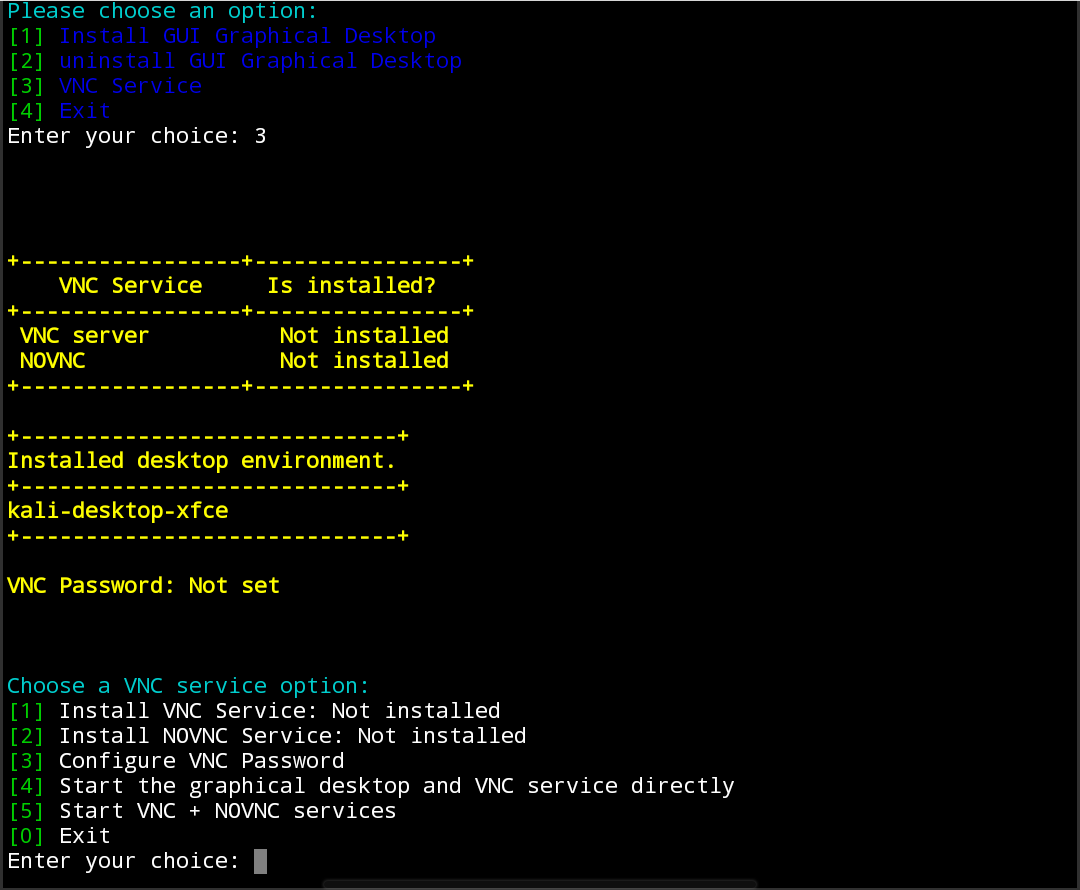 Please choose an option:
[1] Install GUI Graphical Desktop
[2] uninstall GUI Graphical Desktop
[3] VNC Service
[4] Exit
Enter your choice: 3
+-----------------+----------------+
    VNC Service     Is installed?
+-----------------+----------------+
 VNC server          Not installed
 NOVNC               Not installed
+-----------------+----------------+
+-----------------------------+
Installed desktop environment.
+-----------------------------+
kali-desktop-xfce
+-----------------------------+
VNC Password: Not set
Choose a VNC service option:
[1] Install VNC Service: Not installed
[2] Install NOVNC Service: Not installed
[3] Configure VNC Password
[4] Start the graphical desktop and VNC service directly
[5] Start VNC + NOVNC services
[0] Exit
Enter your choice: